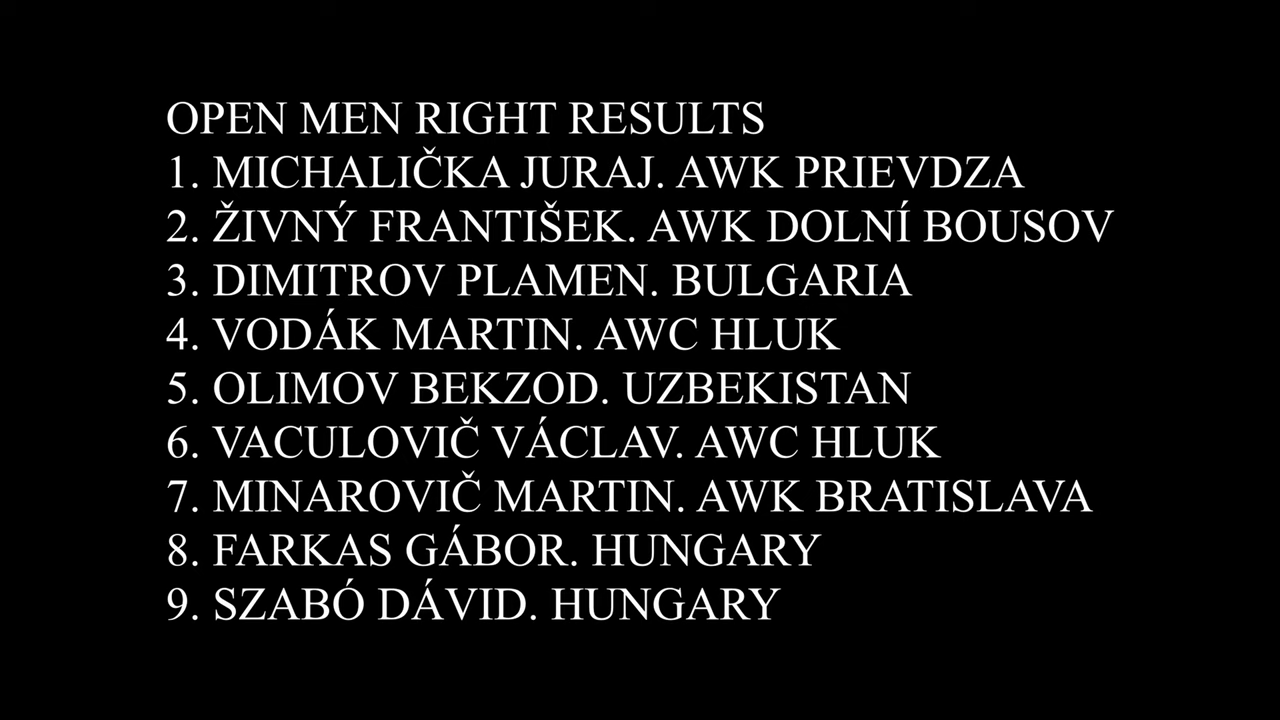 OPEN MEN RIGHT RESULTS
1. MICHALIČKA JURAJ. AWK PRIEVDZA
2. ŽIVNÝ FRANTIŠEK. AWK DOLNÍ BOUSOV
3. DIMITROV PLAMEN. BULGARIA
4. VODÁK MARTIN. AWC HLUK
5. OLIMOV BEKZOD. UZBEKISTAN
6. VACULOVIČ VÁCLAV. AWC HLUK
7. MINAROVIČ MARTIN. AWK BRATISLAVA
8. FARKAS GÁBOR. HUNGARY
9. SZABÓ DÁVID. HUNGARY